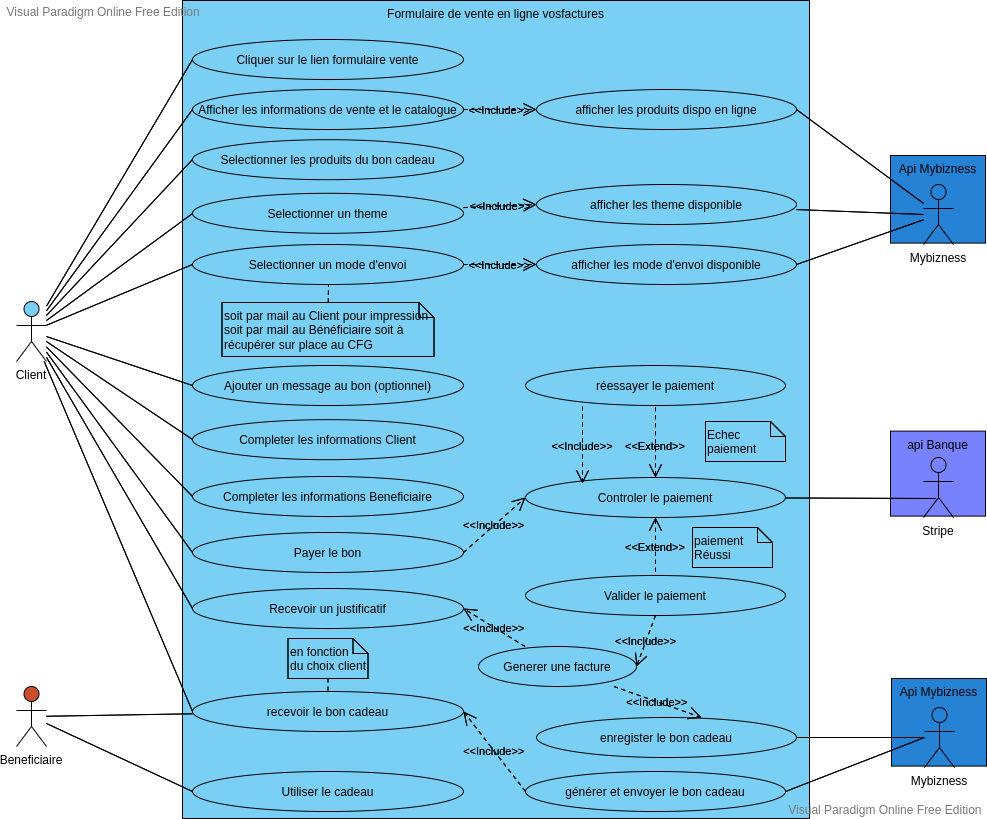 Visual Paradigm Online Free Edition
Formulaire de vente en ligne vosfactures
Cliquer sur le lien formulaire vente
Afficher les informations de vente et le catalogue
<<Include>>
afficher les produits dispo en ligne
Selectionner les produits du bon cadeau
Api Mybizness
Selectionner un theme
<<Include>>
afficher les theme disponible
Mybizness
Selectionner un mode d'envoi
<<Include>>
afficher les mode d'envoi disponible
soit par mail au Client pour impression
soit par mail au Bénéficiaire soit à
récupérer sur place au CFG
Client
Ajouter un message au bon (optionnel)
réessayer le paiement
Completer les informations Client
<<Include>>
<<Extend>>
Echec
paiement
api Banque
Completer les informations Beneficiaire
Controler le paiement
Stripe
<<Include>>
Payer le bon
<<Extend>>
paiement
Réussi
Valider le paiement
Recevoir un justificatif
<<Include>>
<<Include>>
en fonction
du choix client
Generer une facture
Api Mybizness
<<Include>>
recevoir le bon cadeau
enregister le bon cadeau
Beneficiaire
<<Include>>
Mybizness
Utiliser le cadeau
générer et envoyer le bon cadeau
Visual Paradigm Online Free Edition